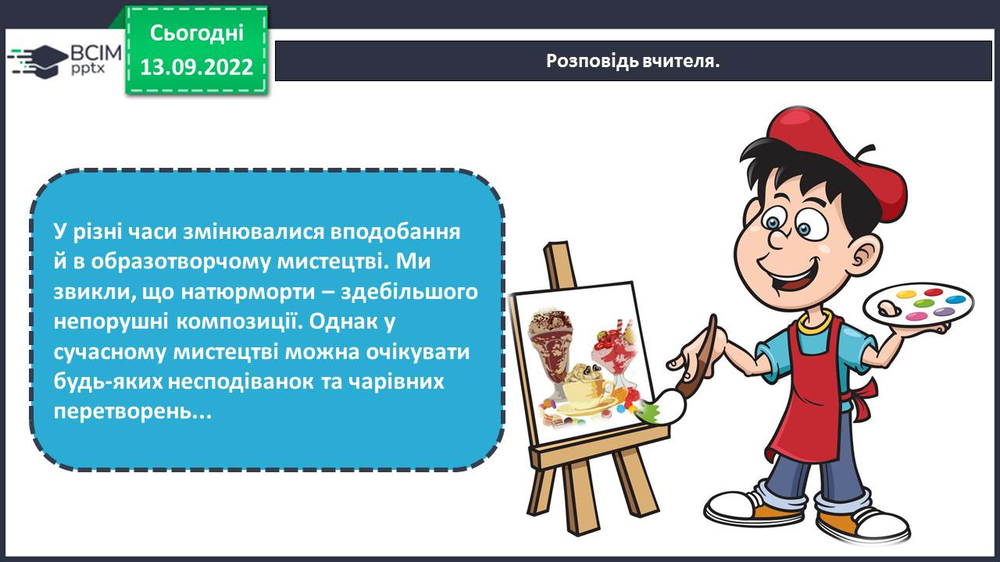 Сьогодні
13.09.2022
BCIM
pptx
Розповідь вчителя.
У різні часи змінювалися вподобання
й в образотворчому мистецтві. Ми
звикли, що натюрморти – здебільшого
непорушні композиції. Однак у
сучасному мистецтві можна очікувати
будь-яких несподіванок та чарівних
перетворень...